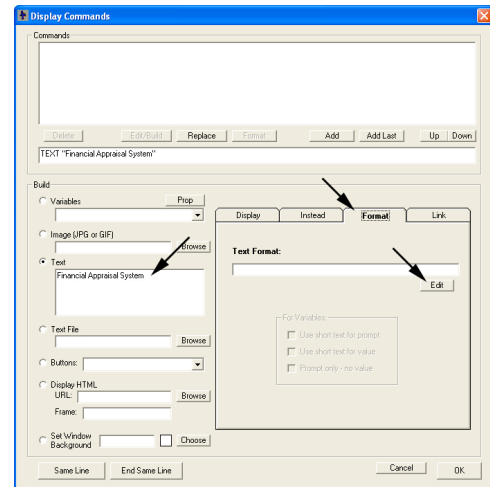 Display Commands
Commands
Delete Edit/Build Replace Format Add Add Last Up Down
TEXT "Financial Appraisal System"
Build
Variables Prop
Display Instead Format Link
Image (JPG or GIF)
Browse
Text
Financial Appraisal System
Text Format:
Edit
For Variables:
Use short text for prompt
Use short text for value
Prompt only - no value
Text File
Browse
Buttons:
Display HTML
URL: Browse
Frame:
Set Window
Background Choose
Same Line End Same Line Cancel OK